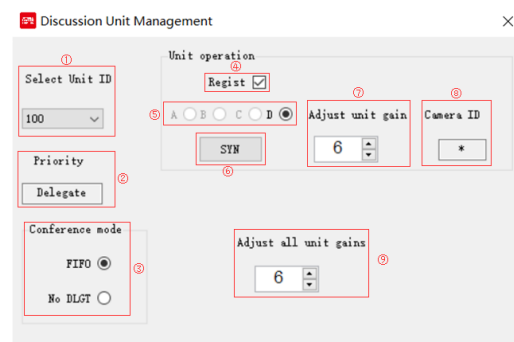 Discussion Unit Management
① Select Unit ID
100
Priority
Delegate
②
Conference mode
FIFO
No DLGT
③
Unit operation
④
Regist
⑤ A B C D
SYN
⑥
⑦
Adjust unit gain
6
⑧
Camera ID
*
Adjust all unit gains
6
⑨